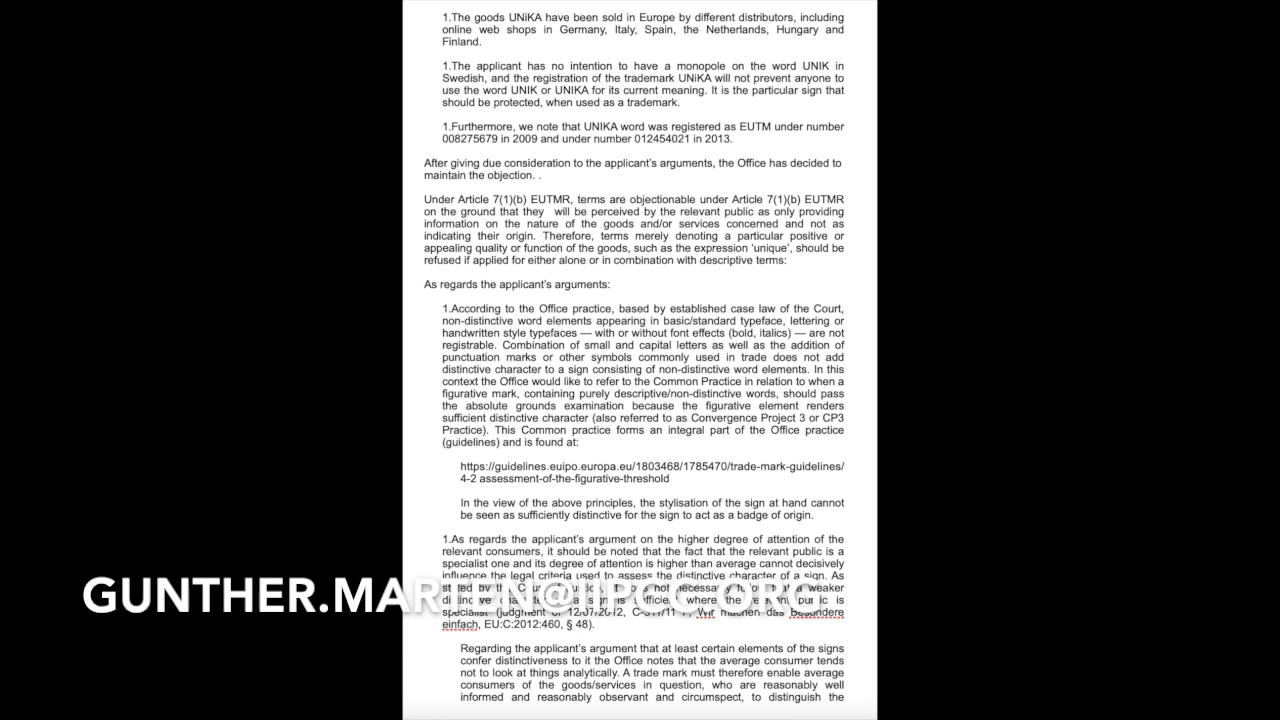 1.The goods UNiKA have been sold in Europe by different distributors, including
online web shops in Germany, Italy, Spain, the Netherlands, Hungary and
Finland.
1.The applicant has no intention to have a monopole on the word UNIK in
Swedish, and the registration of the trademark UNiKA will not prevent anyone to
use the word UNIK or UNIKA for its current meaning. It is the particular sign that
should be protected, when used as a trademark.
1.Furthermore, we note that UNIKA word was registered as EUTM under number
008275679 in 2009 and under number 012454021 in 2013.
After giving due consideration to the applicant's arguments, the Office has decided to
maintain the objection. .
Under Article 7(1)(b) EUTMR, terms are objectionable under Article 7(1)(b) EUTMR
on the ground that they will be perceived by the relevant public as only providing
information on the nature of the goods and/or services concerned and not as
indicating their origin. Therefore, terms merely denoting a particular positive or
appealing quality or function of the goods, such as the expression 'unique', should be
refused if applied for either alone or in combination with descriptive terms:
As regards the applicant's arguments:
1.According to the Office practice, based by established case law of the Court,
non-distinctive word elements appearing in basic/standard typeface, lettering or
handwritten style typefaces — with or without font effects (bold, italics) — are not
registrable. Combination of small and capital letters as well as the addition of
punctuation marks or other symbols commonly used in trade does not add
distinctive character to a sign consisting of non-distinctive word elements. In this
context the Office would like to refer to the Common Practice in relation to when a
figurative mark, containing purely descriptive/non-distinctive words, should pass
the absolute grounds examination because the figurative element renders
sufficient distinctive character (also referred to as Convergence Project 3 or CP3
Practice). This Common practice forms an integral part of the Office practice
(guidelines) and is found at:
https://guidelines.euipo.europa.eu/1803468/1785470/trade-mark-guidelines/
4-2 assessment-of-the-figurative-threshold
In the view of the above principles, the stylisation of the sign at hand cannot
be seen as sufficiently distinctive for the sign to act as a badge of origin.
1.As regards the applicant's argument on the higher degree of attention of the
relevant consumers, it should be noted that the fact that the relevant public is a
specialist one and its degree of attention is higher than average cannot decisively
influence the legal criteria used to assess the distinctive character of a sign. As
by the not necessar weaker
GUNTHER.MARTEN@IIPCC.ORG
a sign is where the public is
specialist (judgment of 12/07/2012, Wir machen das Besondere
einfach, EU:C:2012:460, § 48).
Regarding the applicant's argument that at least certain elements of the signs
confer distinctiveness to it the Office notes that the average consumer tends
not to look at things analytically. A trade mark must therefore enable average
consumers of the goods/services in question, who are reasonably well
informed and reasonably observant and circumspect, to distinguish the